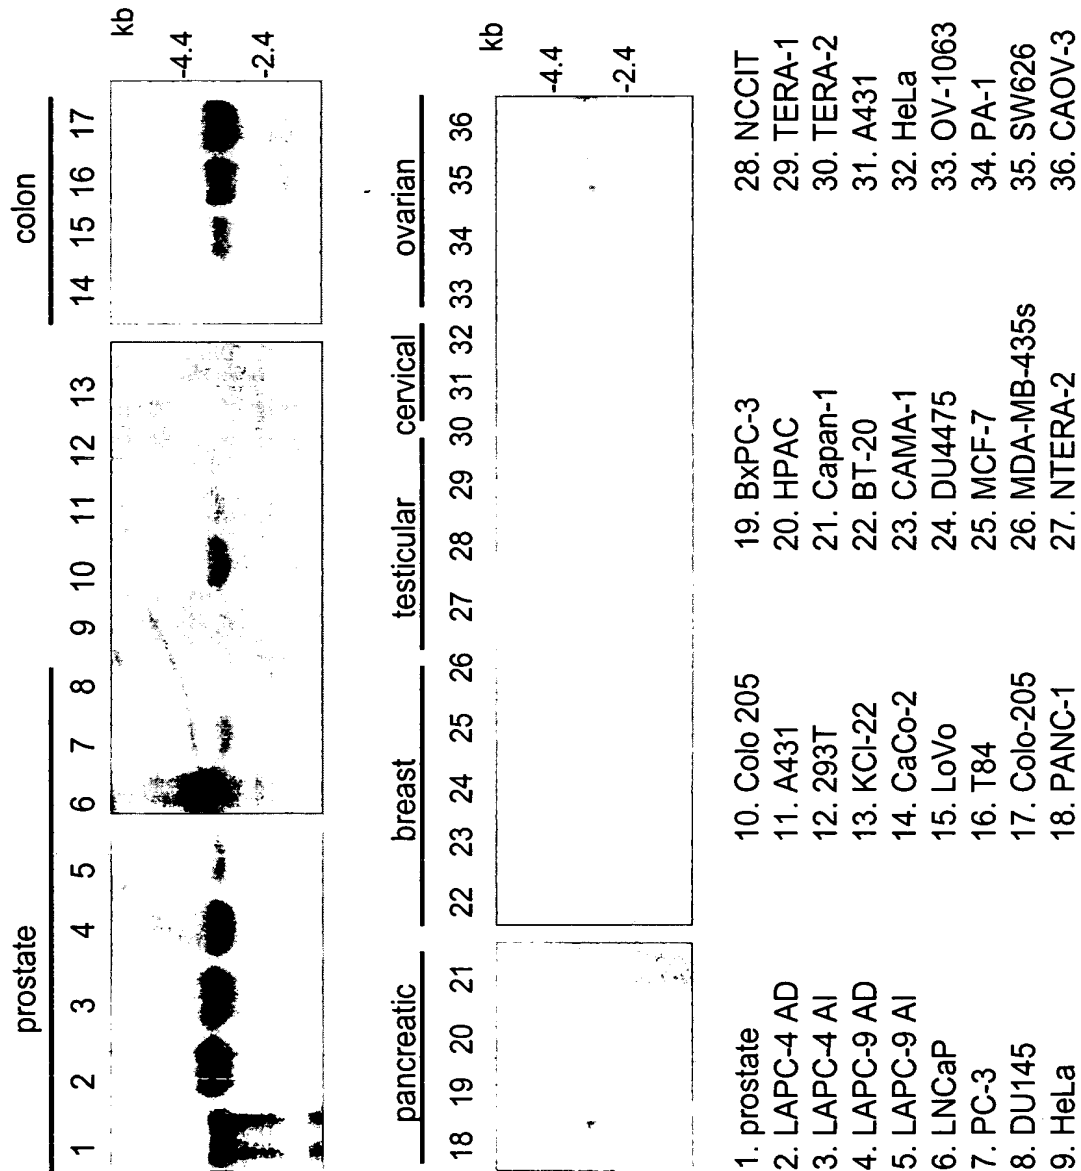 prostate
colon
1 2 3 4 5 6 7 8 9 10 11 12 13 14 15 16 17
kb
-4.4
-2.4
pancreatic
breast
testicular
cervical
ovarian
18 19 20 21 22 23 24 25 26 27 28 29 30 31 32 33 34 35 36
kb
-4.4
-2.4
1. prostate
2. LAPC-4 AD
3. LAPC-4 AI
4. LAPC-9 AD
5. LAPC-9 AI
6. LNCaP
7. PC-3
8. DU145
9. HeLa
10. Colo 205
11. A431
12. 293T
13. KCl-22
14. CaCo-2
15. LoVo
16. T84
17. Colo-205
18. PANC-1
19. BxPC-3
20. HPAC
21. Capan-1
22. BT-20
23. CAMA-1
24. DU4475
25. MCF-7
26. MDA-MB-435s
27. NTERA-2
28. NCCIT
29. TERA-1
30. TERA-2
31. A431
32. HeLa
33. OV-1063
34. PA-1
35. SW626
36. CAOV-3